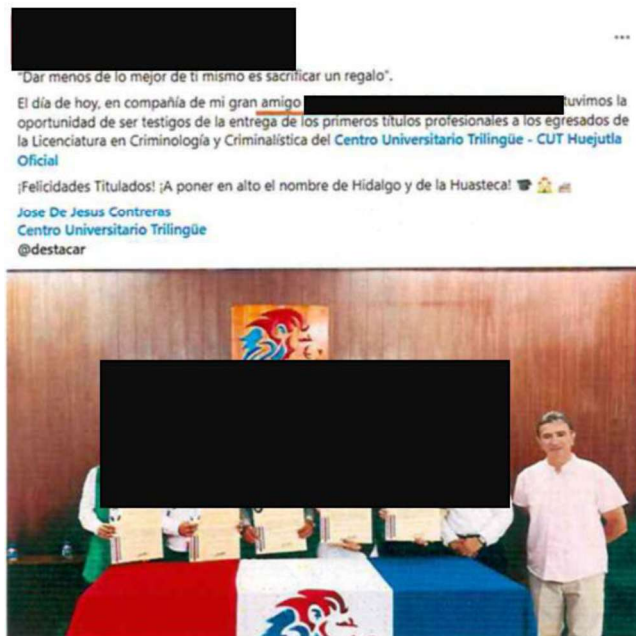 "Dar menos de lo mejor de ti mismo es sacrificar un regalo".
El día de hoy, en compañía de mi gran amigo tuvimos la
oportunidad de ser testigos de la entrega de los primeros títulos profesionales a los egresados de
la Licenciatura en Criminología y Criminalística del Centro Universitario Trilingüe - CUT Huejutla
Oficial
¡Felicidades Titulados! ¡A poner en alto el nombre de Hidalgo y de la Huasteca!
Jose De Jesus Contreras
Centro Universitario Trilingüe
@destacar